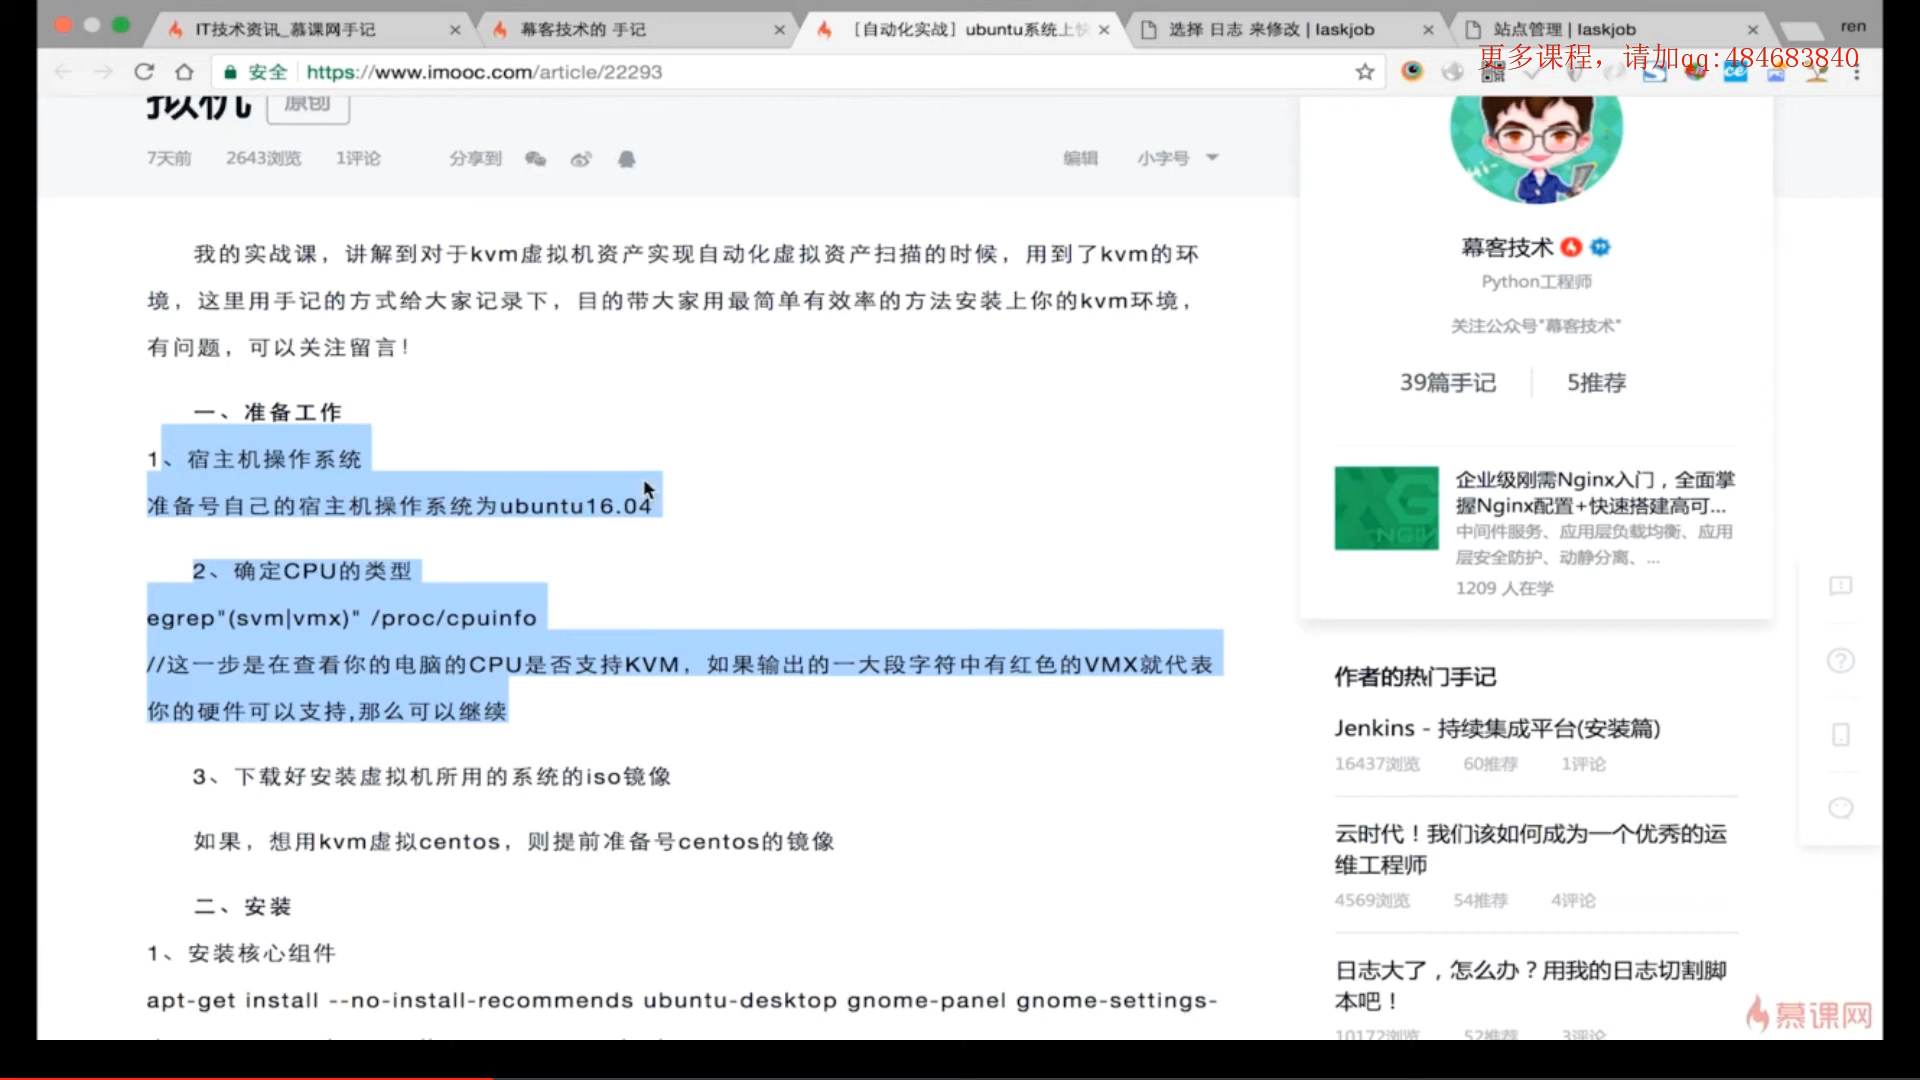 IT技术资讯_慕课网手记
幕客技术的 手记
［自动化实战］ubuntu系统上
选择 日志 来修改 | laskjob
站点管理 | laskjob
ren
更多课程，请加qq:484683840
安全
https://www.imooc.com/article/22293
拟机
原创
7天前
2643浏览
1评论
分享到
编辑
小字号
我的实战课，讲解到对于kvm虚拟机资产实现自动化虚拟资产扫描的时候，用到了kvm的环
境，这里用手记的方式给大家记录下，目的带大家用最简单有效率的方法安装上你的kvm环境，
有问题，可以关注留言！
一、准备工作
1、宿主机操作系统
准备号自己的宿主机操作系统为ubuntu16.04
2、确定CPU的类型
egrep"(svm|vmx)" /proc/cpuinfo
//这一步是在查看你的电脑的CPU是否支持KVM，如果输出的一大段字符中有红色的VMX就代表
你的硬件可以支持,那么可以继续
3、下载好安装虚拟机所用的系统的iso镜像
如果，想用kvm虚拟centos，则提前准备号centos的镜像
二、安装
1、安装核心组件
apt-get install --no-install-recommends ubuntu-desktop gnome-panel gnome-settings-
幕客技术
Python工程师
关注公众号"幕客技术"
39篇手记
5推荐
企业级刚需Nginx入门，全面掌
握Nginx配置+快速搭建高可...
中间件服务、应用层负载均衡、应用
层安全防护、动静分离、...
1209 人在学
作者的热门手记
Jenkins - 持续集成平台(安装篇)
16437浏览
60推荐
1评论
云时代！我们该如何成为一个优秀的运
维工程师
4569浏览
54推荐
4评论
日志大了，怎么办？用我的日志切割脚
本吧！
10172浏览
52推荐
3评论
慕课网